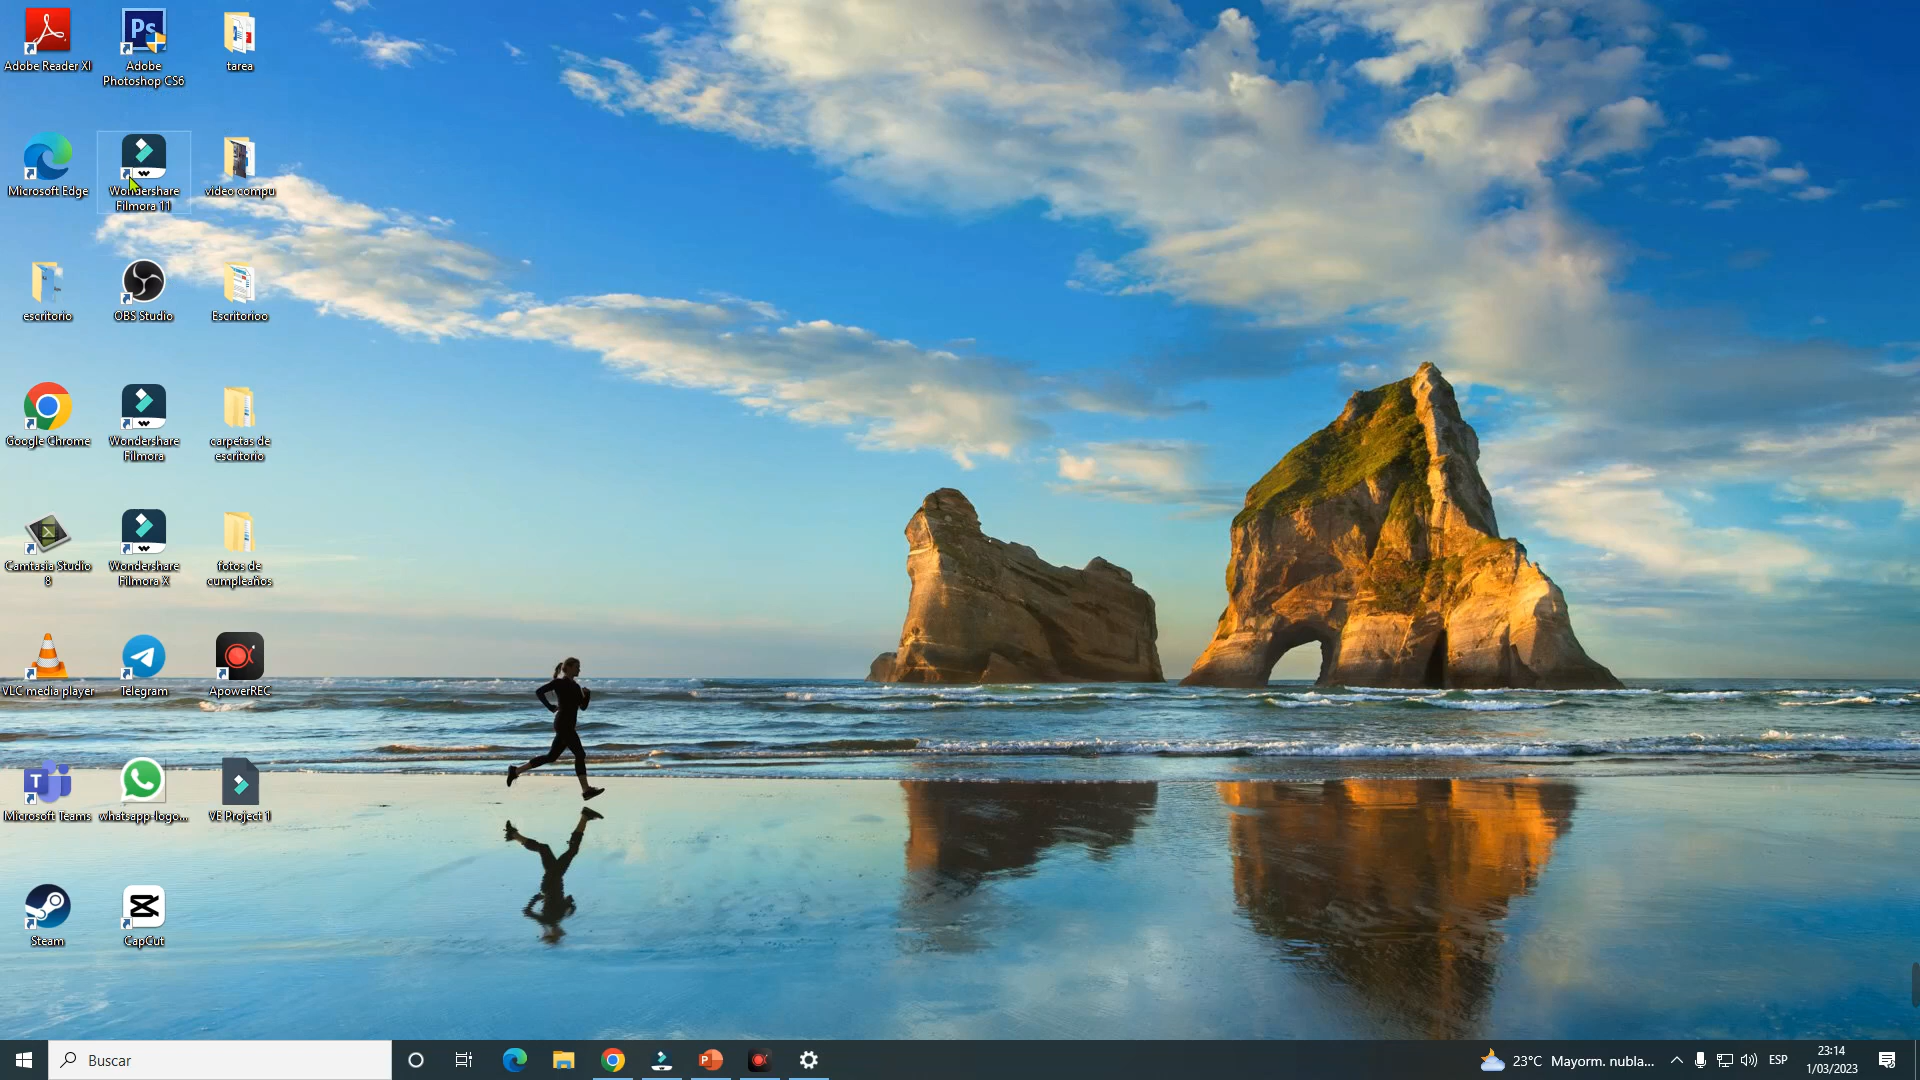 Adobe Reader XI
Adobe
Photoshop CS6
tarea
Microsoft Edge
Wondershare
Filmora 11
video compu
escritorio
OBS Studio
Escritorioo
Google Chrome
Wondershare
Filmora
carpetas de
escritorio
Camtasia Studio
8
Wondershare
Filmora X
fotos de
cumpleaños
VLC media player
Telegram
ApowerREC
Microsoft Teams
whatsapp-logo...
VE Project 1
Steam
CapCut
Buscar
23°C Mayorm. nubla...
ESP
23:14
1/03/2023